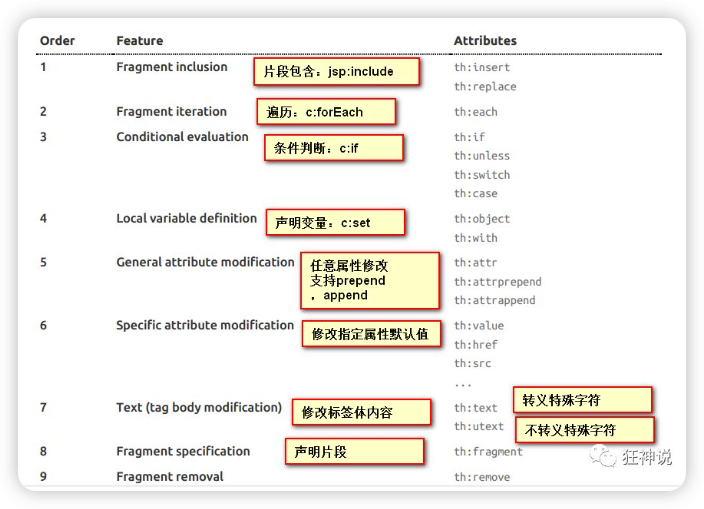 Order Feature Attributes
1 Fragment inclusion 片段包含：jsp:include th:insert
th:replace
2 Fragment iteration 遍历：c:forEach th:each
3 Conditional evaluation 条件判断：c:if th:if
th:unless
th:switch
th:case
4 Local variable definition 声明变量：c:set th:object
th:with
5 General attribute modification 任意属性修改 th:attr
支持prepend th:attrprepend
，append th:attrappend
6 Specific attribute modification 修改指定属性默认值 th:value
th:href
th:src
...
7 Text (tag body modification) 修改标签体内容 th:text 转义特殊字符
th:utext 不转义特殊字符
8 Fragment specification 声明片段 th:fragment
狂神说
9 Fragment removal th:remove